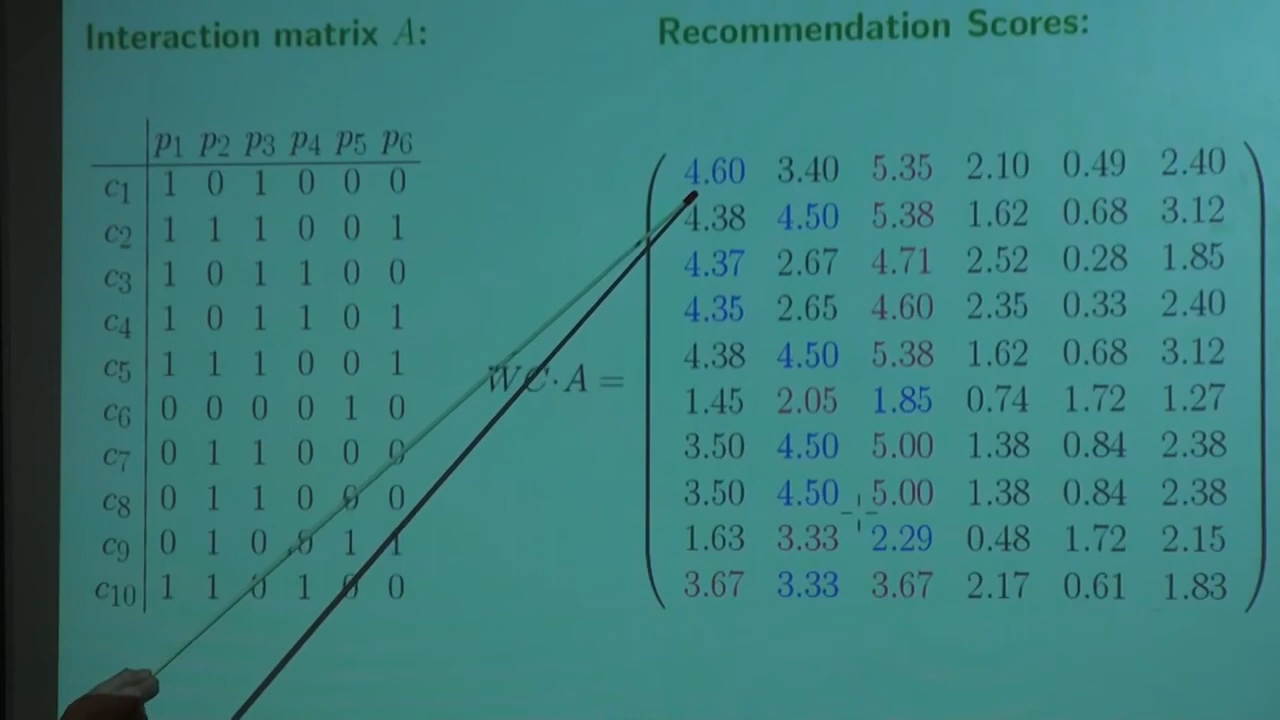 Interaction matrix A:
Recommendation Scores:
p1 p2 p3 p4 p5 p6
c1 1 0 1 0 0 0
c2 1 1 1 0 0 1
c3 1 0 1 1 0 0
c4 1 0 1 1 0 1
c5 1 1 1 0 0 1
c6 0 0 0 0 1 0
c7 0 1 1 0 0 0
c8 0 1 1 0 0 0
c9 0 1 0 0 1 1
c10 1 1 0 1 0 0
WC·A =
4.60 3.40 5.35 2.10 0.49 2.40
4.38 4.50 5.38 1.62 0.68 3.12
4.37 2.67 4.71 2.52 0.28 1.85
4.35 2.65 4.60 2.35 0.33 2.40
4.38 4.50 5.38 1.62 0.68 3.12
1.45 2.05 1.85 0.74 1.72 1.27
3.50 4.50 5.00 1.38 0.84 2.38
3.50 4.50 5.00 1.38 0.84 2.38
1.63 3.33 2.29 0.48 1.72 2.15
3.67 3.33 3.67 2.17 0.61 1.83